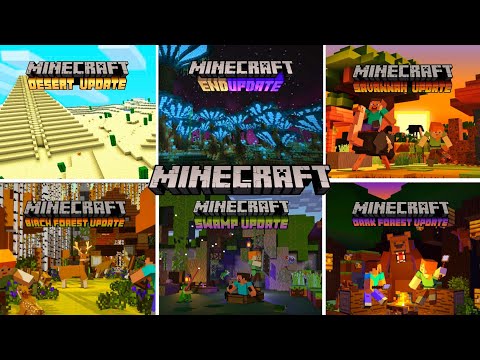 MINECRAFT
DESERT UPDATE
MINECRAFT
END UPDATE
MINECRAFT
SAVANNAH UPDATE
MINECRAFT
MINECRAFT
BIRCH FOREST UPDATE
MINECRAFT
SWAMP UPDATE
MINECRAFT
DARK FOREST UPDATE